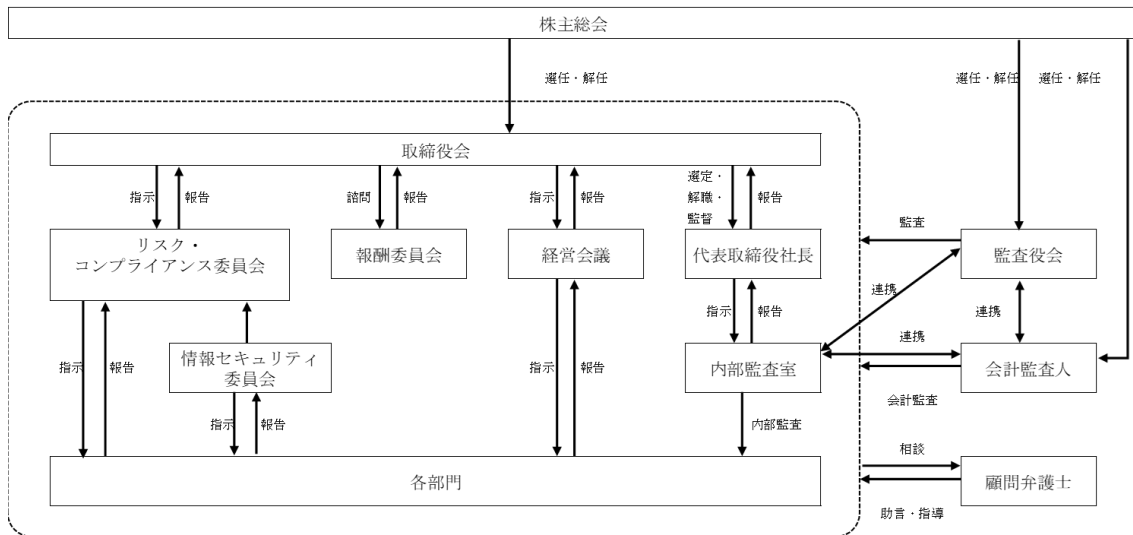 株主総会
選任・解任
選任・解任
選任・解任
取締役会
指示
報告
諮問
報告
指示
報告
選定・
解職・
監督
報告
リスク・
コンプライアンス委員会
報酬委員会
経営会議
代表取締役社長
監査
監査役会
連携
連携
指示
報告
指示
報告
情報セキュリティ
委員会
指示
報告
指示
報告
内部監査室
連携
会計監査人
会計監査
内部監査
各部門
相談
顧問弁護士
助言・指導